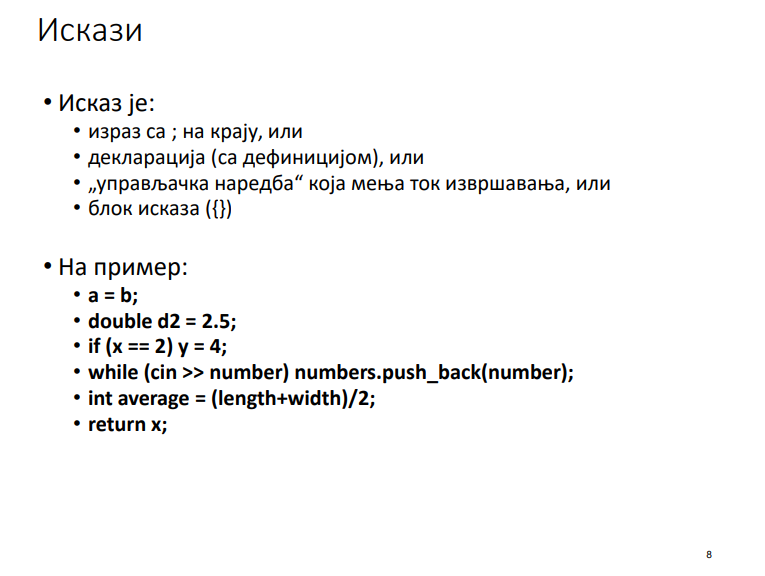 Искази
• Исказ је:
• израз са ; на крају, или
• декларација (са дефиницијом), или
• „управљачка наредба“ која мења ток извршавања, или
• блок исказа ({})
• На пример:
• a = b;
• double d2 = 2.5;
• if (x == 2) y = 4;
• while (cin >> number) numbers.push_back(number);
• int average = (length+width)/2;
• return x;
8